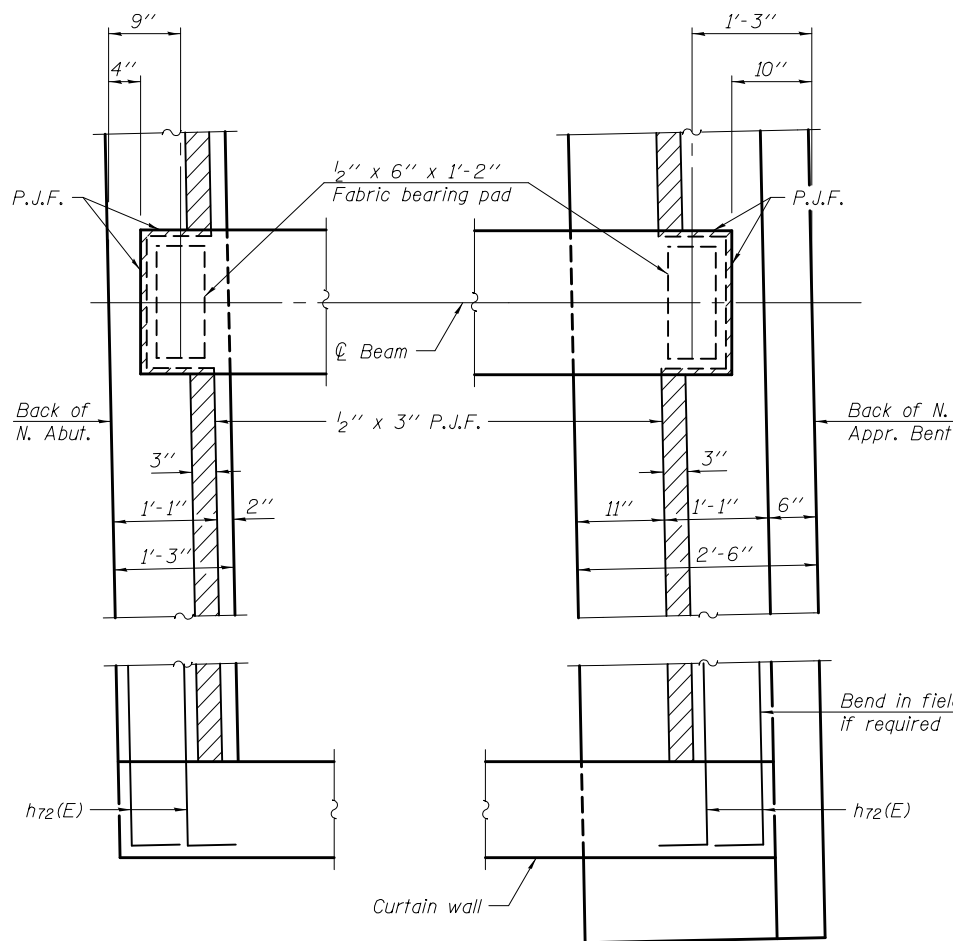 9"
1'-3"
4"
10"
½" x 6" x 1'-2"
Fabric bearing pad
P.J.F.
P.J.F.
℄ Beam
Back of
N. Abut.
½" x 3" P.J.F.
Back of N.
Appr. Bent
3"
3"
1'-1"
2"
11"
1'-1"
6"
1'-3"
2'-6"
Bend in field
if required
h72(E)
h72(E)
Curtain wall